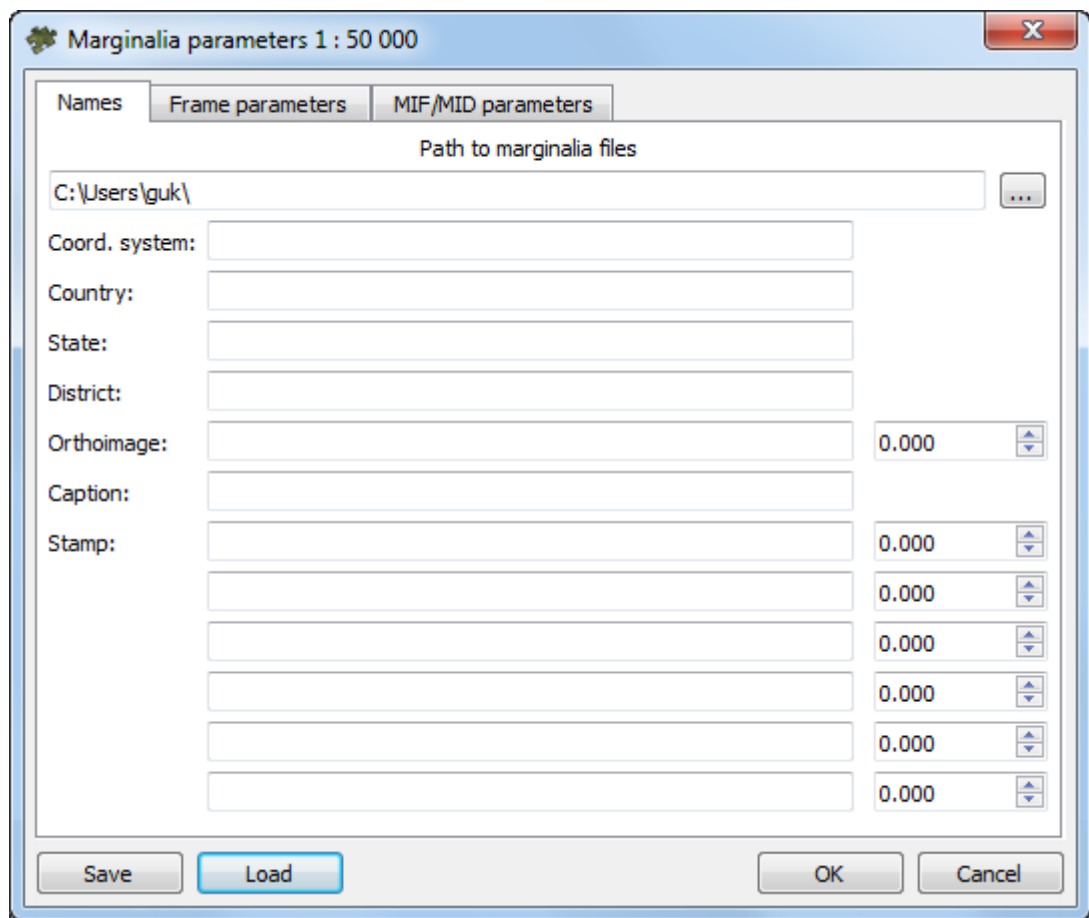 Marginalia parameters 1 : 50 000
Names Frame parameters MIF/MID parameters
Path to marginalia files
C:\Users\guk\ ...
Coord. system:
Country:
State:
District:
Orthoimage: 0.000
Caption:
Stamp: 0.000
0.000
0.000
0.000
0.000
0.000
Save Load OK Cancel